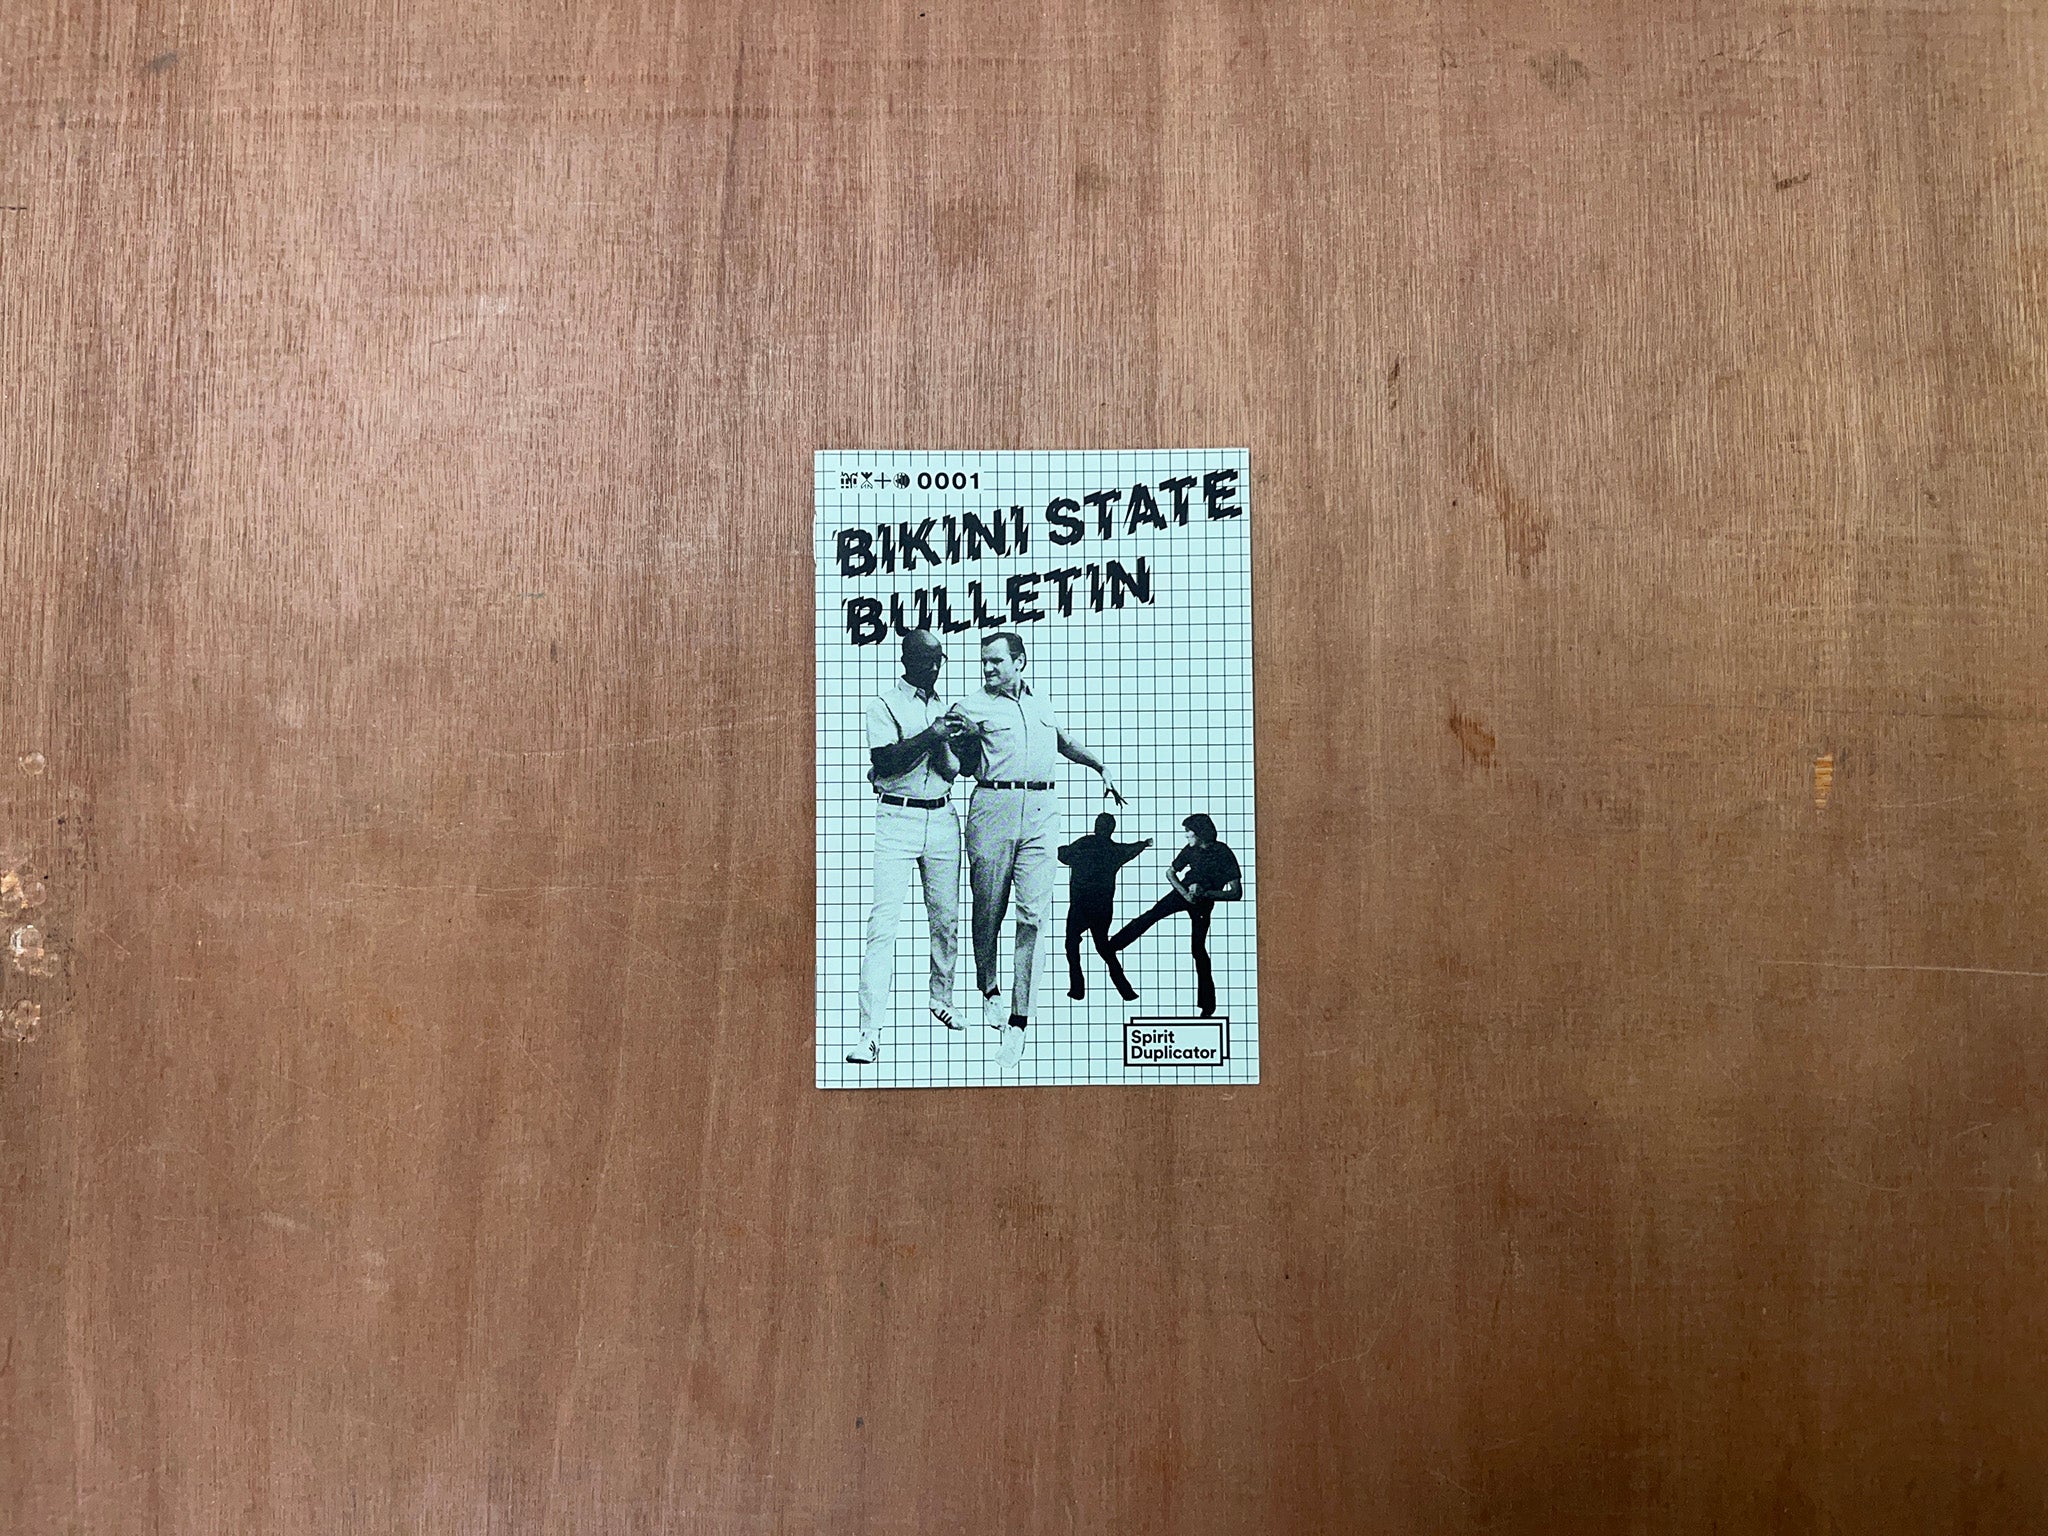 0001
BIKINI STATE
BULLETIN
Spirit
Duplicator